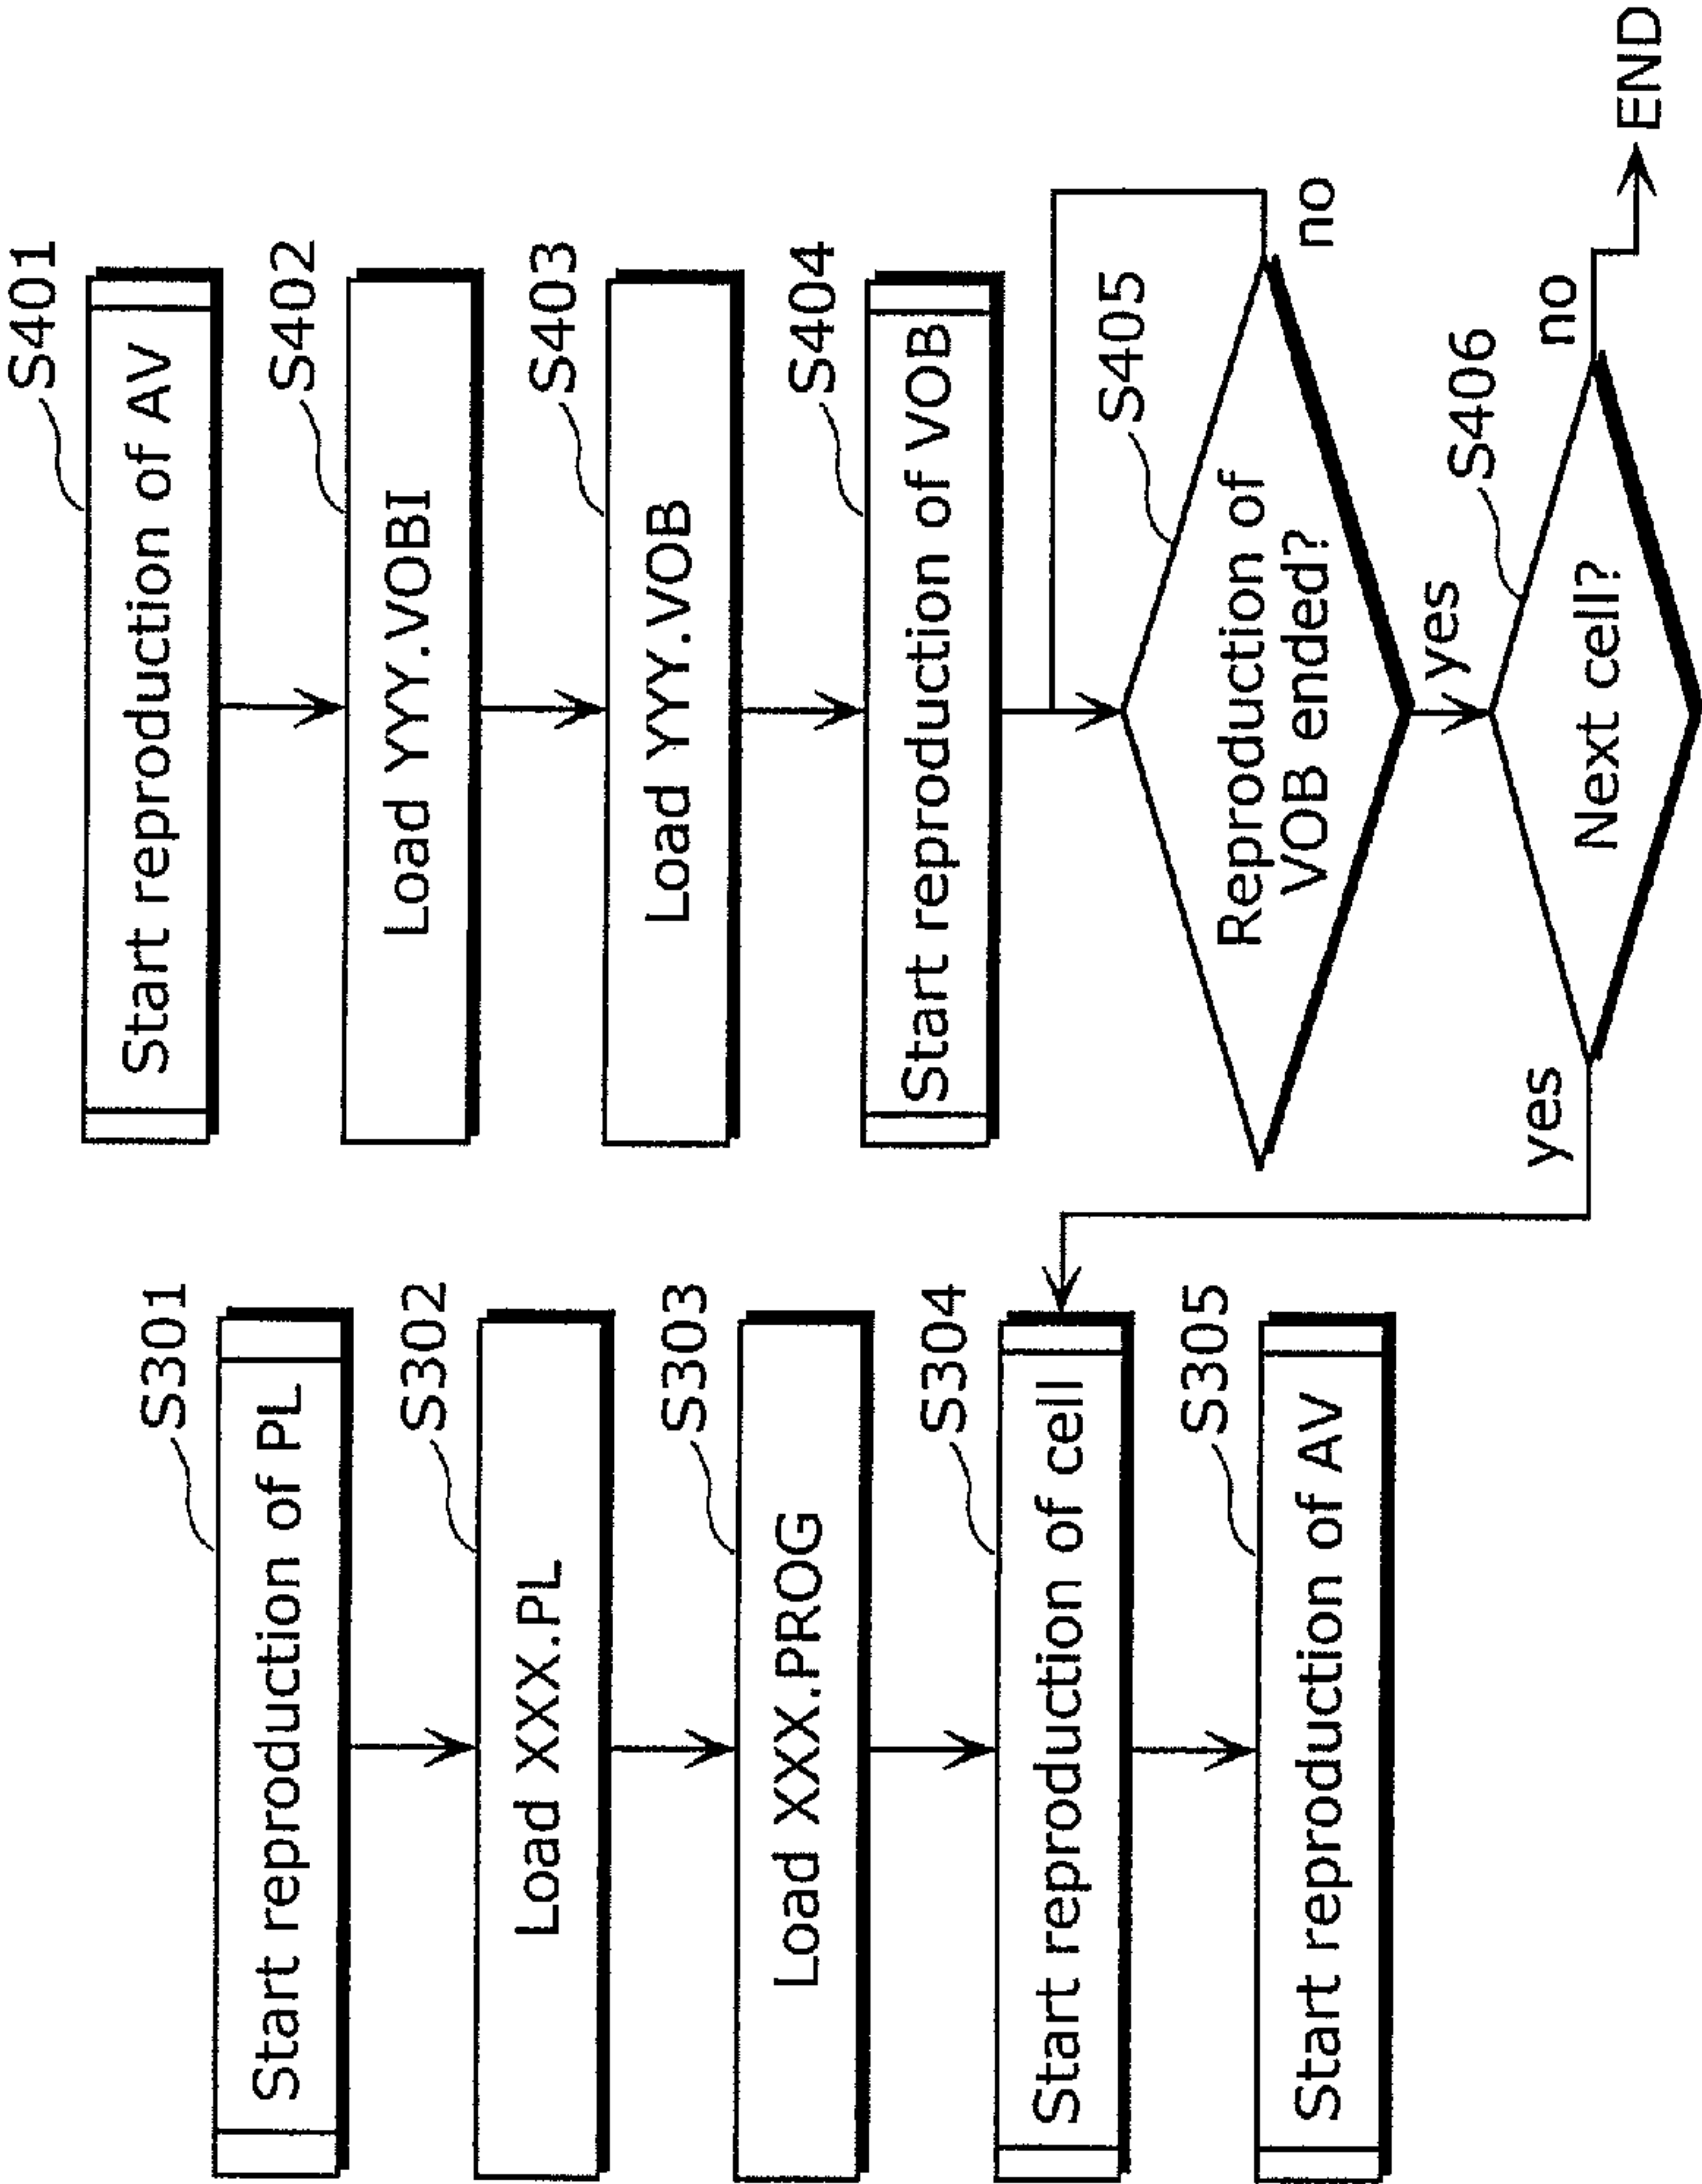 S301
Start reproduction of PL
S302
Load XXX.PL
S303
Load XXX.PROG
S304
Start reproduction of cell
S305
Start reproduction of AV
S401
Start reproduction of AV
S402
Load YYY.VOBI
S403
Load YYY.VOB
S404
Start reproduction of VOB
S405
Reproduction of
VOB ended?
no
yes
S406
Next cell?
yes
no
END